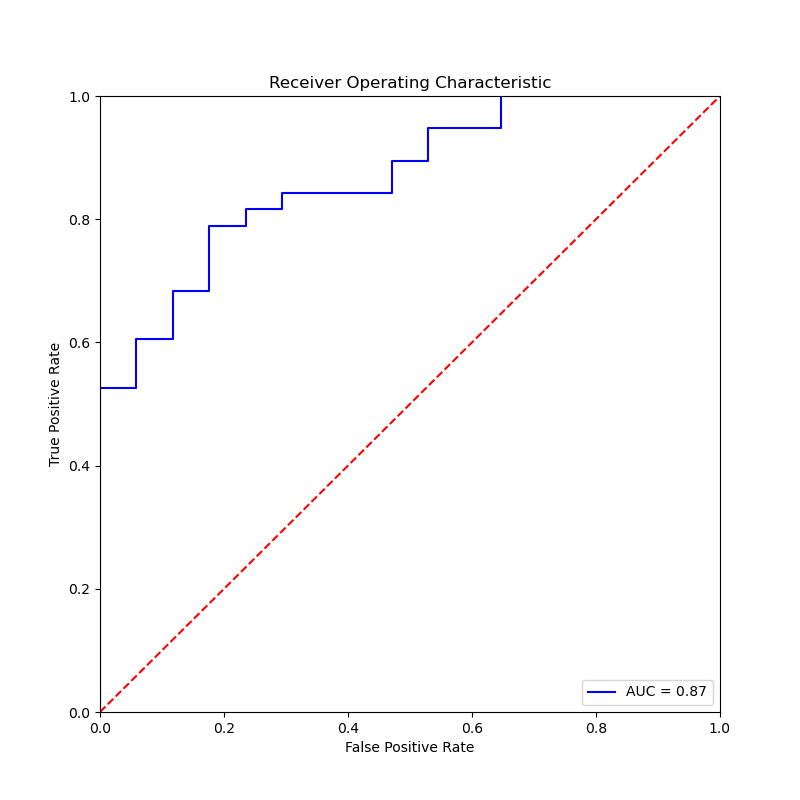 Receiver Operating Characteristic
1.0
0.8
0.6
0.4
0.2
0.0
True Positive Rate
AUC = 0.87
0.0 0.2 0.4 0.6 0.8 1.0
False Positive Rate